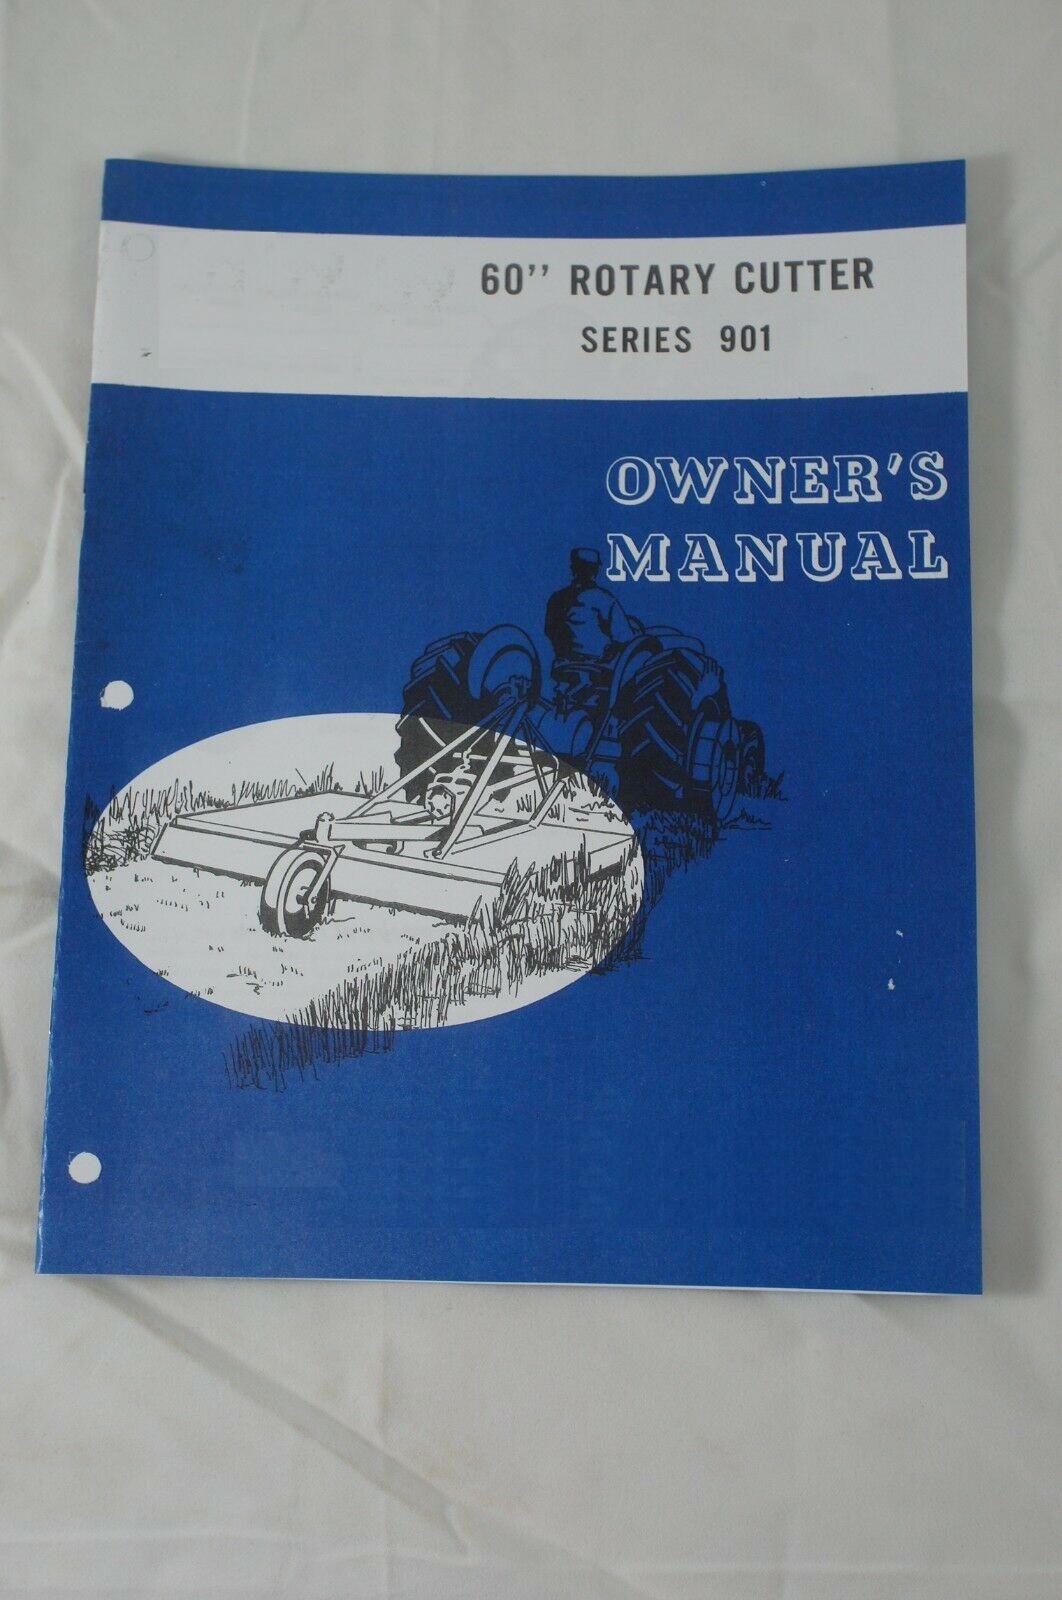 60’’ ROTARY CUTTER
SERIES 901
OWNER'S
MANUAL